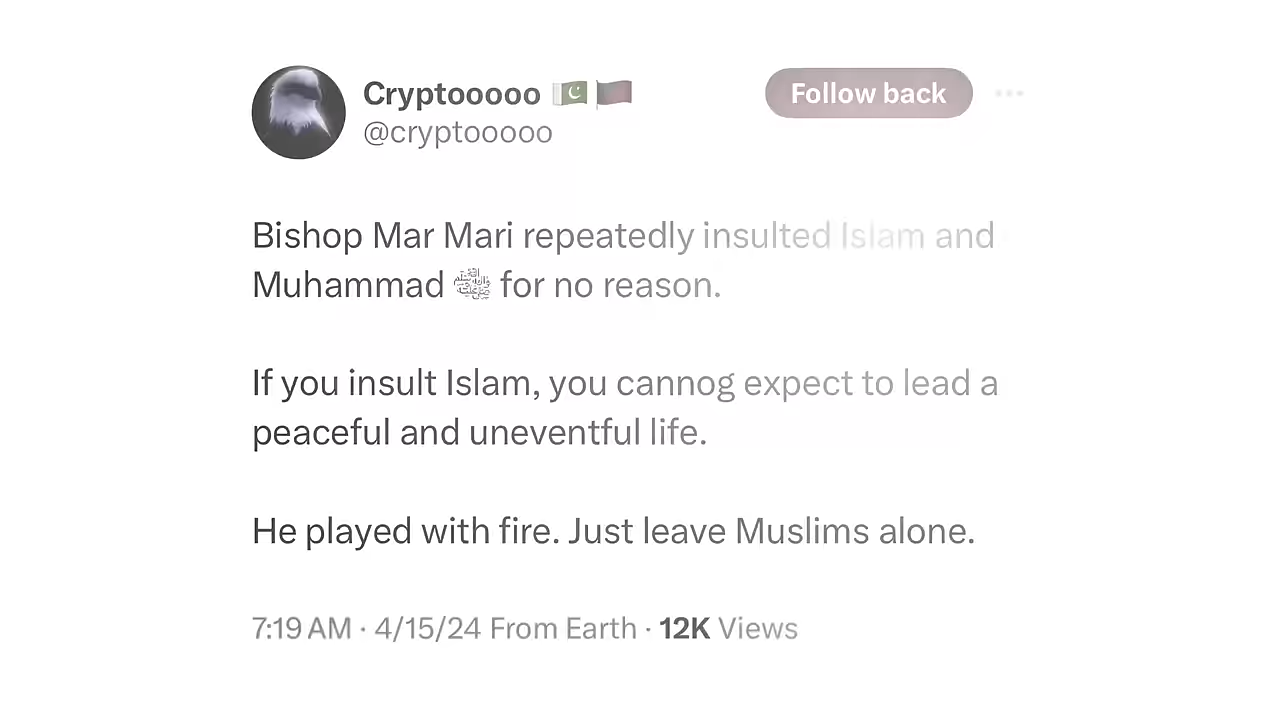 Cryptooooo 🇵🇰
Follow back
@cryptooooo
Bishop Mar Mari repeatedly insulted Islam and
Muhammad ﷺ for no reason.
If you insult Islam, you cannog expect to lead a
peaceful and uneventful life.
He played with fire. Just leave Muslims alone.
7:19 AM · 4/15/24 From Earth · 12K Views